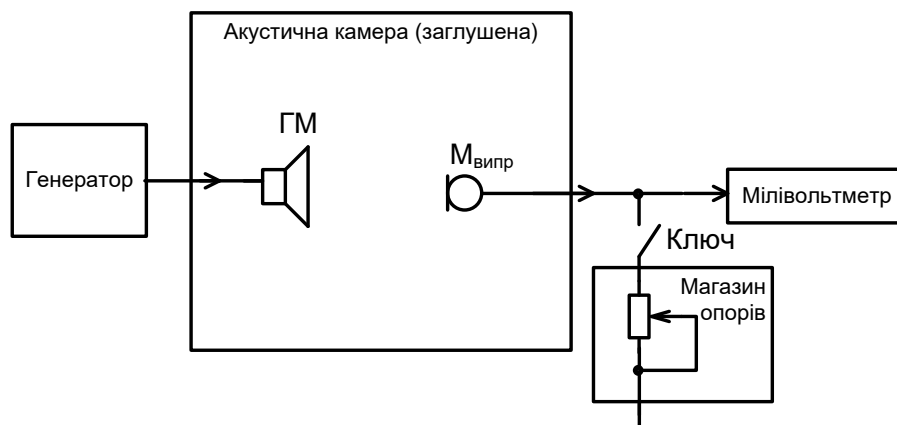 Акустична камера (заглушена)
ГМ
Генератор
Мвипр
Мілівольтметр
Ключ
Магазин
опорів